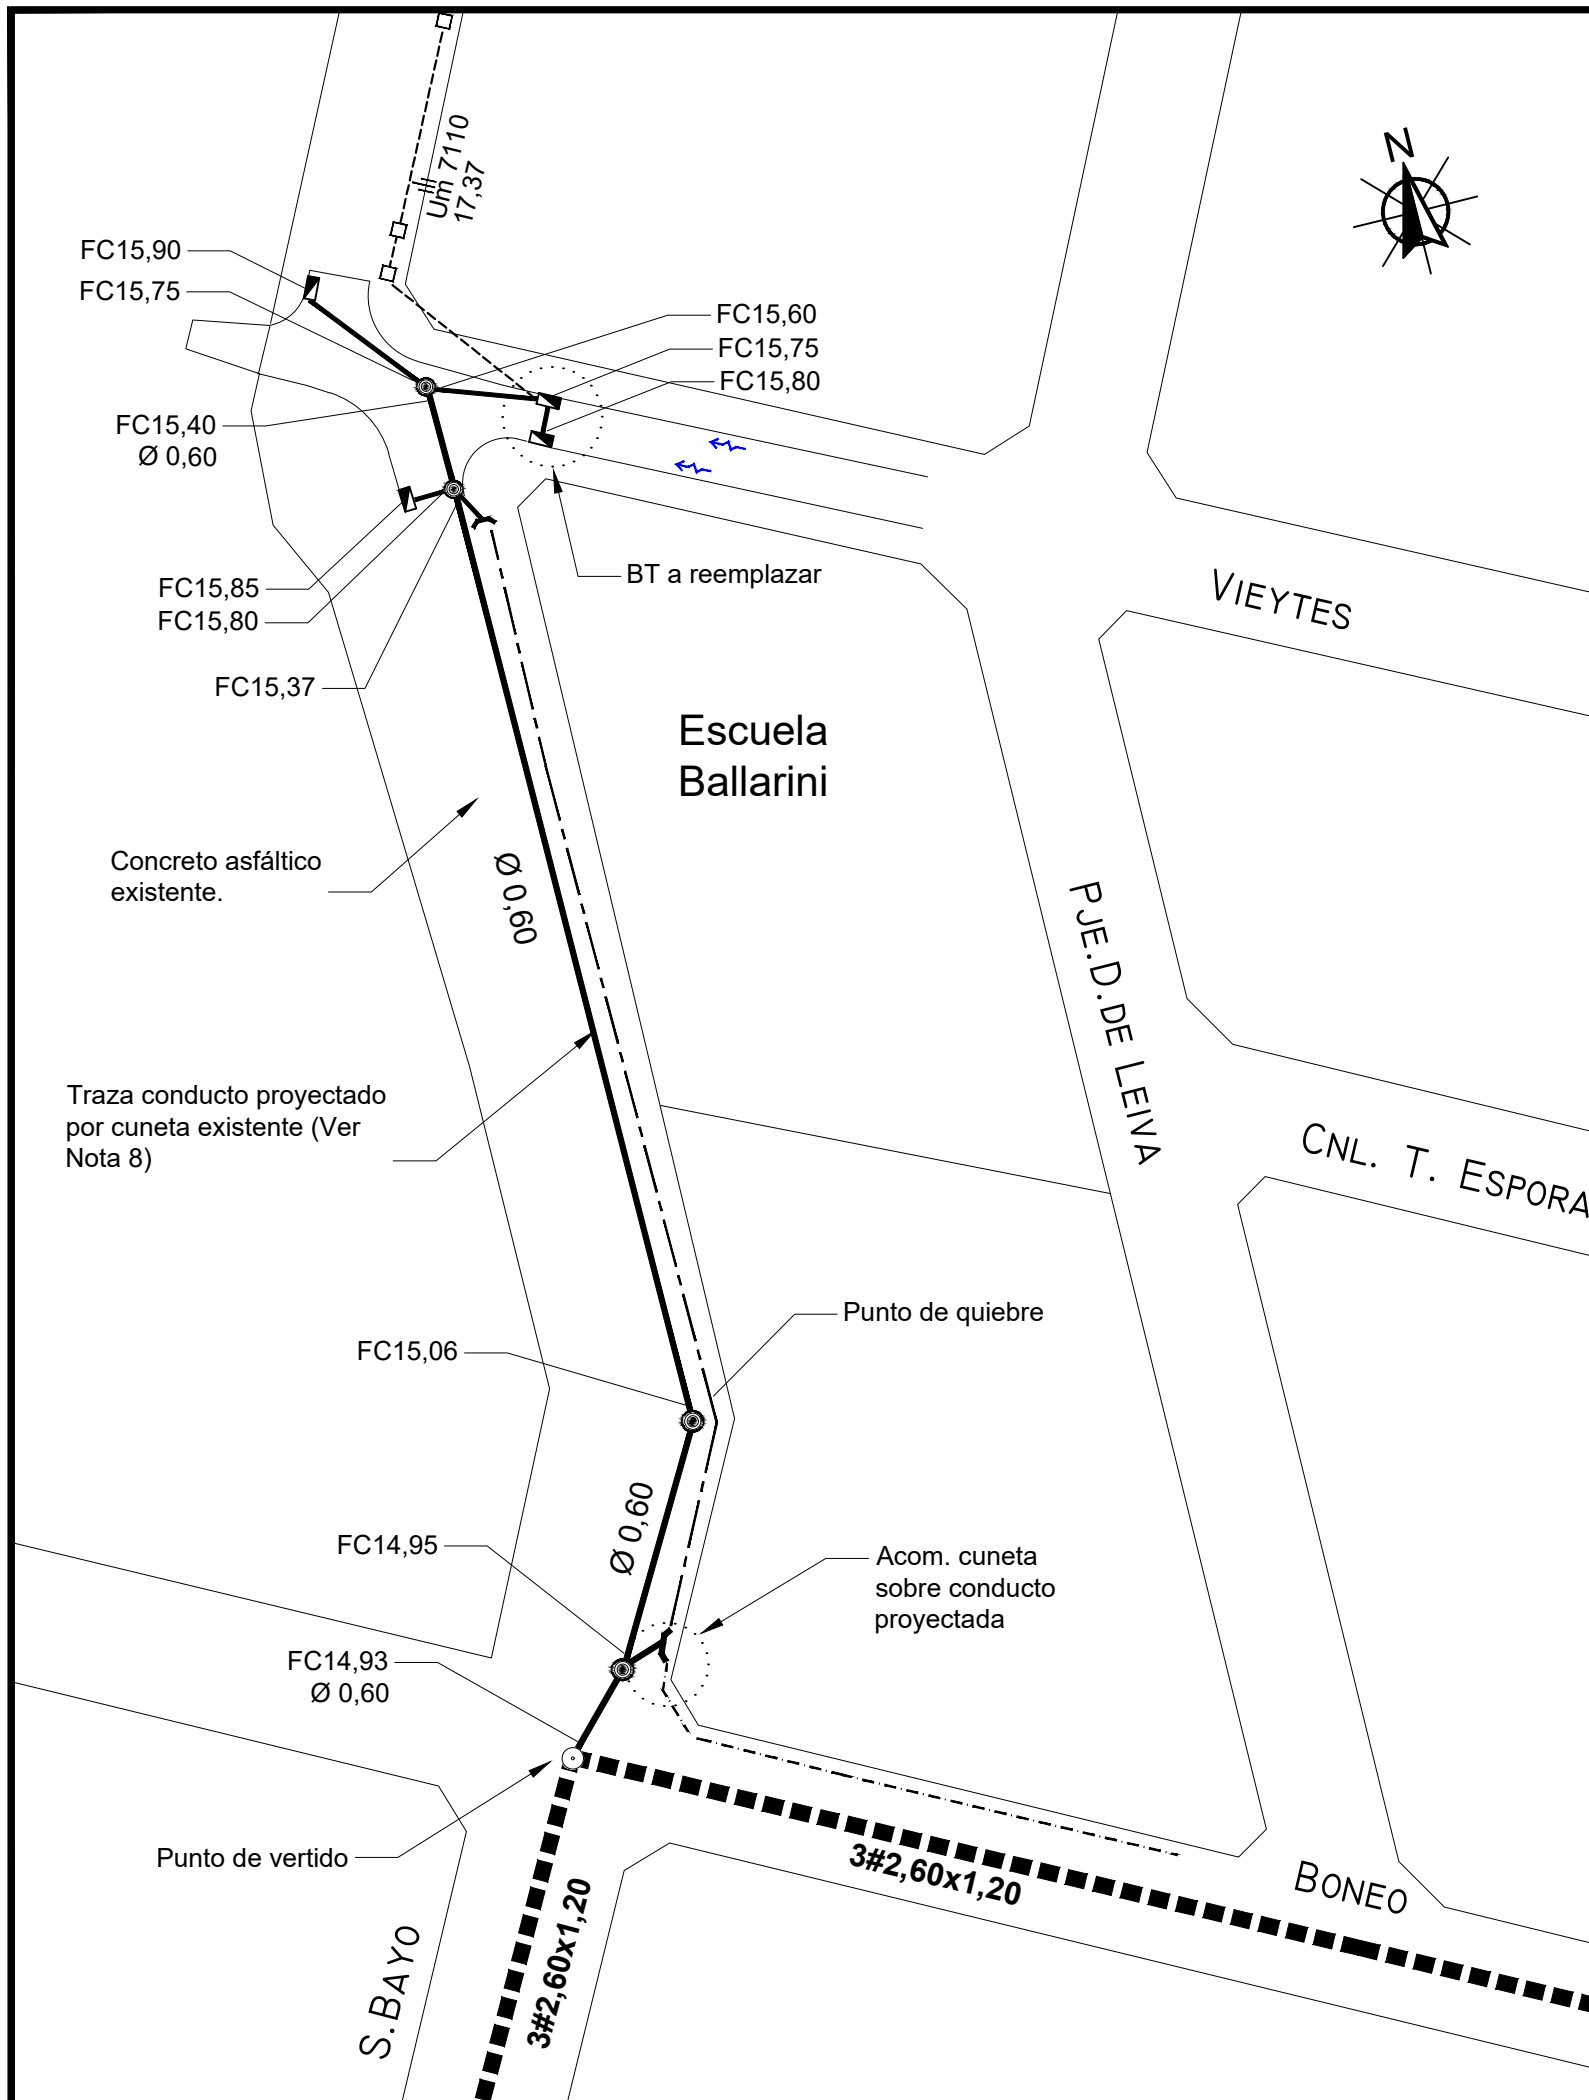 N
Um 7110
17,37
FC15,90
FC15,75
FC15,60
FC15,75
FC15,80
FC15,40
Ø 0,60
BT a reemplazar
FC15,85
FC15,80
FC15,37
VIEYTES
Escuela
Ballarini
Concreto asfáltico
existente.
Ø 0,60
PJE.D.DE LEIVA
Traza conducto proyectado
por cuneta existente (Ver
Nota 8)
CNL. T. ESPORA
Punto de quiebre
FC15,06
Ø 0,60
FC14,95
Acom. cuneta
sobre conducto
proyectada
FC14,93
Ø 0,60
Punto de vertido
3#2,60x1,20
BONEO
3#2,60x1,20
S.BAYO